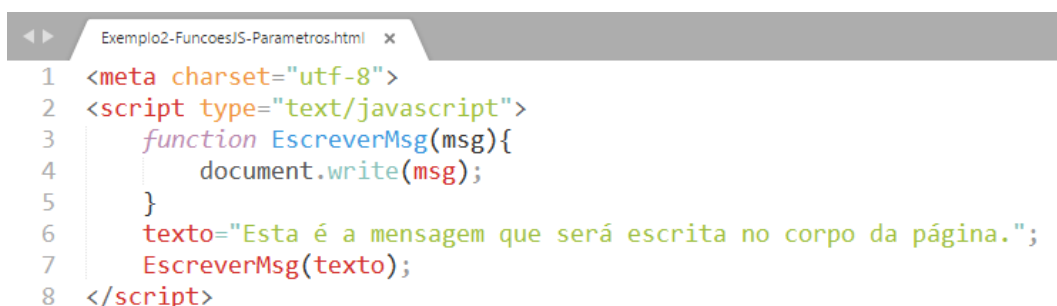 Exemplo2-FuncoesJS-Parametros.html x
1 <meta charset="utf-8">
2 <script type="text/javascript">
3     function EscreverMsg(msg){
4         document.write(msg);
5     }
6     texto="Esta é a mensagem que será escrita no corpo da página.";
7     EscreverMsg(texto);
8 </script>